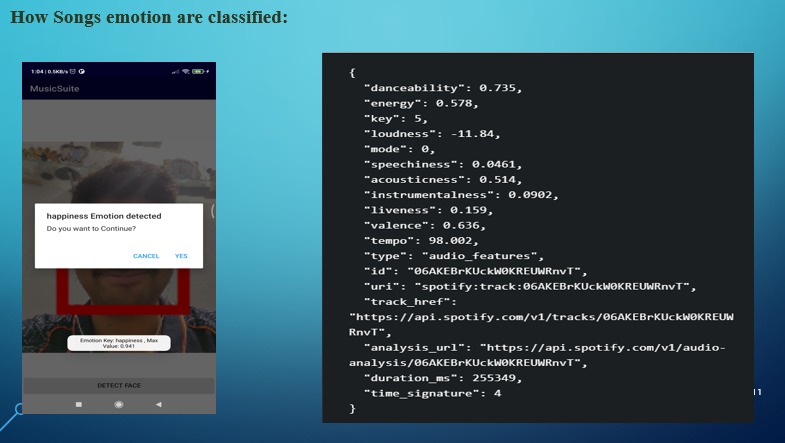 How Songs emotion are classified:
1:04 | 0.5KB/s
MusicSuite
happiness Emotion detected
Do you want to Continue?
CANCEL YES
Emotion Key: happiness , Max
Value: 0.941
DETECT FACE
{
"danceability": 0.735,
"energy": 0.578,
"key": 5,
"loudness": -11.84,
"mode": 0,
"speechiness": 0.0461,
"acousticness": 0.514,
"instrumentalness": 0.0902,
"liveness": 0.159,
"valence": 0.636,
"tempo": 98.002,
"type": "audio_features",
"id": "06AKEBrKUckW0KREUWRnvT",
"uri": "spotify:track:06AKEBrKUckW0KREUWRnvT",
"track_href":
"https://api.spotify.com/v1/tracks/06AKEBrKUckW0KREUW
RnvT",
"analysis_url": "https://api.spotify.com/v1/audio-
analysis/06AKEBrKUckW0KREUWRnvT",
"duration_ms": 255349,
"time_signature": 4
}
11